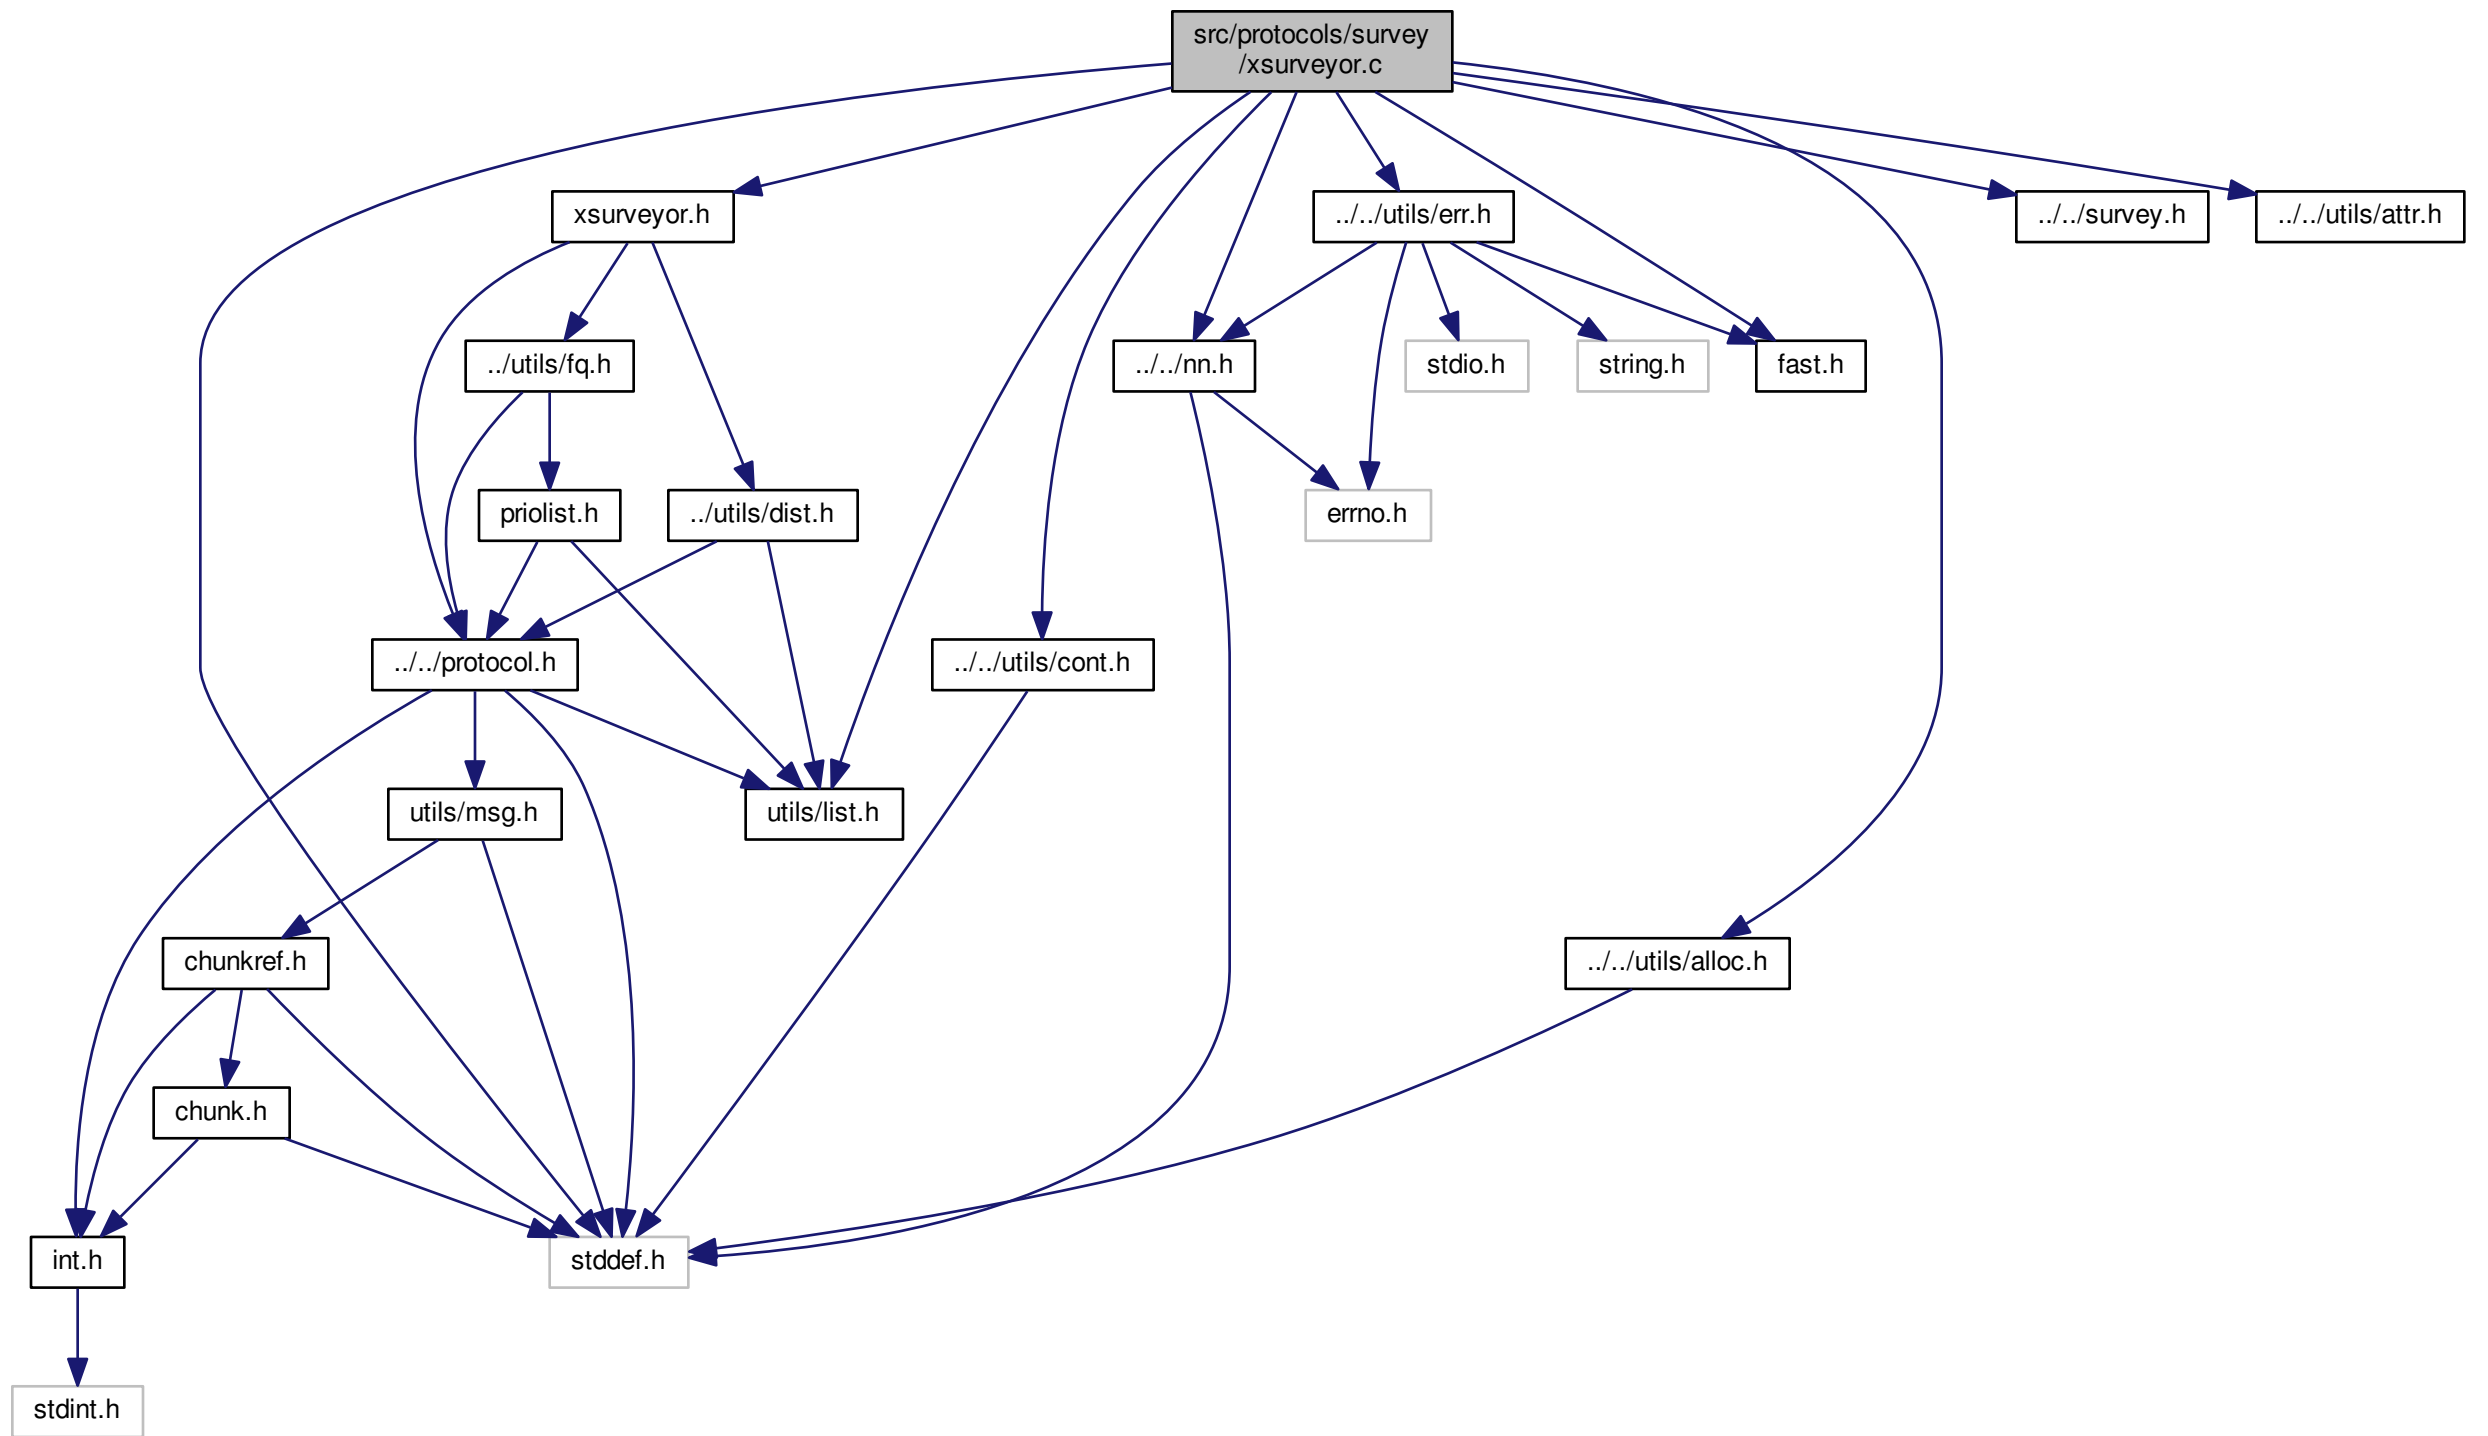 src/protocols/survey
/xsurveyor.c
xsurveyor.h
../../utils/err.h
../../survey.h
../../utils/attr.h
../utils/fq.h
../../nn.h
stdio.h
string.h
fast.h
priolist.h
../utils/dist.h
errno.h
../../protocol.h
../../utils/cont.h
utils/msg.h
utils/list.h
chunkref.h
../../utils/alloc.h
chunk.h
int.h
stddef.h
stdint.h